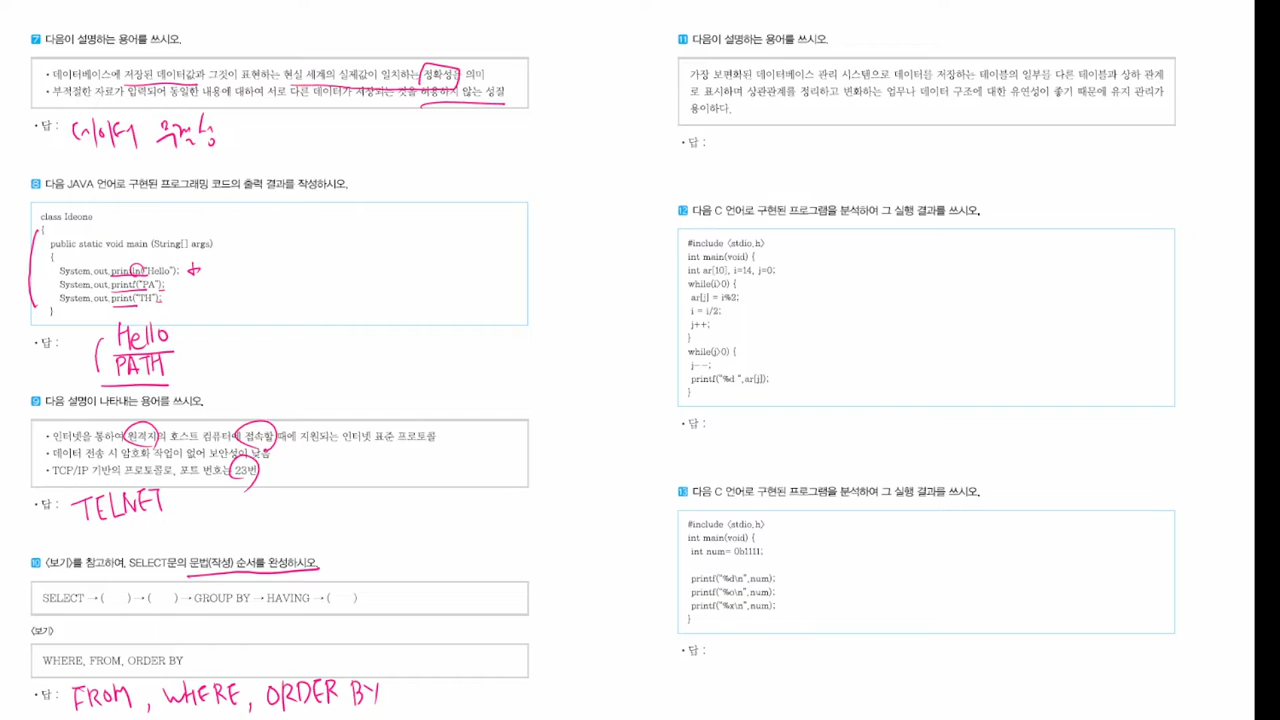 7 다음이 설명하는 용어를 쓰시오.
• 데이터베이스에 저장된 데이터값과 그것이 표현하는 현실 세계의 실제값이 일치하는 정확성을 의미
• 부적절한 자료가 입력되어 동일한 내용에 대하여 서로 다른 데이터가 저장되는 것을 허용하지 않는 성질
• 답 : 데이터 무결성
8 다음 JAVA 언어로 구현된 프로그래밍 코드의 출력 결과를 작성하시오.
class Ideone
{
public static void main (String[] args)
{
System.out.println("Hello");
System.out.printf("PA");
System.out.print("TH");
}
• 답 :
Hello
PATH
9 다음 설명이 나타내는 용어를 쓰시오.
• 인터넷을 통하여 원격지의 호스트 컴퓨터에 접속할 때에 지원되는 인터넷 표준 프로토콜
• 데이터 전송 시 암호화 작업이 없어 보안성이 낮음
• TCP/IP 기반의 프로토콜로, 포트 번호는 23번
• 답 : TELNET
10 〈보기〉를 참고하여, SELECT문의 문법(작성) 순서를 완성하시오.
SELECT → ( ) → ( ) → GROUP BY → HAVING → ( )
〈보기〉
WHERE, FROM, ORDER BY
• 답 : FROM, WHERE, ORDER BY
11 다음이 설명하는 용어를 쓰시오.
가장 보편화된 데이터베이스 관리 시스템으로 데이터를 저장하는 테이블의 일부를 다른 테이블과 상하 관계
로 표시하며 상관관계를 정리하고 변화하는 업무나 데이터 구조에 대한 유연성이 좋기 때문에 유지 관리가
용이하다.
• 답 :
12 다음 C 언어로 구현된 프로그램을 분석하여 그 실행 결과를 쓰시오.
#include <stdio.h>
int main(void) {
int ar[10], i=14, j=0;
while(i>0) {
ar[j] = i%2;
i = i/2;
j++;
}
while(j>0) {
j--;
printf("%d ",ar[j]);
}
• 답 :
13 다음 C 언어로 구현된 프로그램을 분석하여 그 실행 결과를 쓰시오.
#include <stdio.h>
int main(void) {
int num= 0b1111;
printf("%d\n",num);
printf("%o\n",num);
printf("%x\n",num);
}
• 답 :